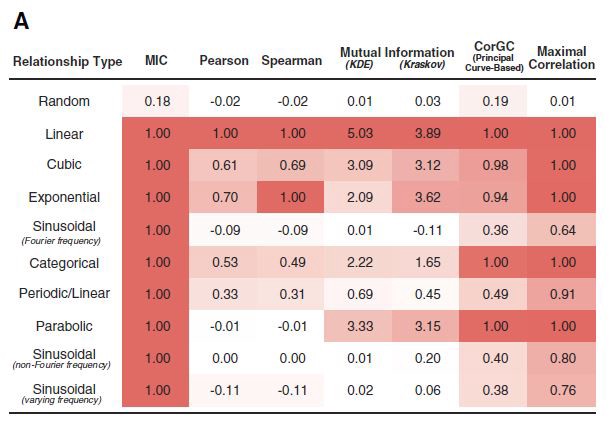 A
Relationship Type MIC Pearson Spearman Mutual Information (KDE) (Kraskov) CorGC (Principal Curve-Based) Maximal Correlation
Random 0.18 -0.02 -0.02 0.01 0.03 0.19 0.01
Linear 1.00 1.00 1.00 5.03 3.89 1.00 1.00
Cubic 1.00 0.61 0.69 3.09 3.12 0.98 1.00
Exponential 1.00 0.70 1.00 2.09 3.62 0.94 1.00
Sinusoidal (Fourier frequency) 1.00 -0.09 -0.09 0.01 -0.11 0.36 0.64
Categorical 1.00 0.53 0.49 2.22 1.65 1.00 1.00
Periodic/Linear 1.00 0.33 0.31 0.69 0.45 0.49 0.91
Parabolic 1.00 -0.01 -0.01 3.33 3.15 1.00 1.00
Sinusoidal (non-Fourier frequency) 1.00 0.00 0.00 0.01 0.20 0.40 0.80
Sinusoidal (varying frequency) 1.00 -0.11 -0.11 0.02 0.06 0.38 0.76